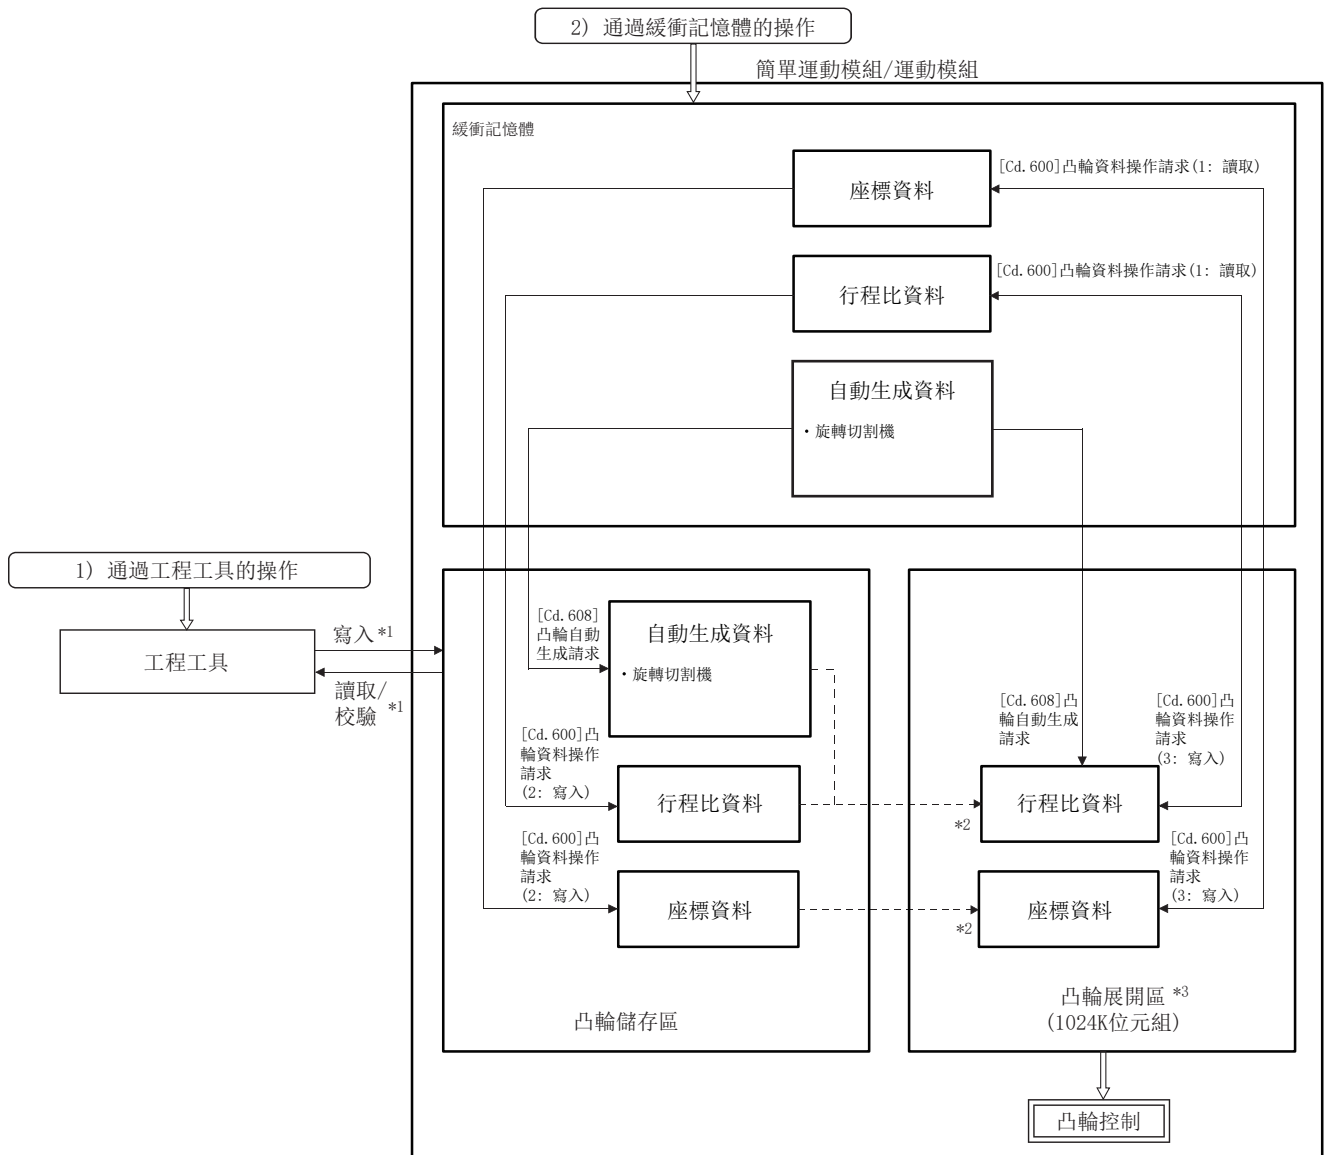 2) 通過緩衝記憶體的操作
簡單運動模組/運動模組
緩衝記憶體
[Cd.600]凸輪資料操作請求(1: 讀取)
座標資料
[Cd.600]凸輪資料操作請求(1: 讀取)
行程比資料
自動生成資料
・旋轉切割機
1) 通過工程工具的操作
工程工具
寫入*1
讀取/
校驗*1
[Cd.608]
凸輪自動
生成請求
自動生成資料
・旋轉切割機
[Cd.600]凸
輪資料操作
請求
(2: 寫入)
行程比資料
[Cd.600]凸
輪資料操作
請求
(2: 寫入)
座標資料
凸輪儲存區
[Cd.608]凸
輪自動生成
請求
[Cd.600]凸
輪資料操作
請求
(3: 寫入)
*2
行程比資料
[Cd.600]凸
輪資料操作
請求
(3: 寫入)
*2
座標資料
凸輪展開區*3
(1024K位元組)
凸輪控制